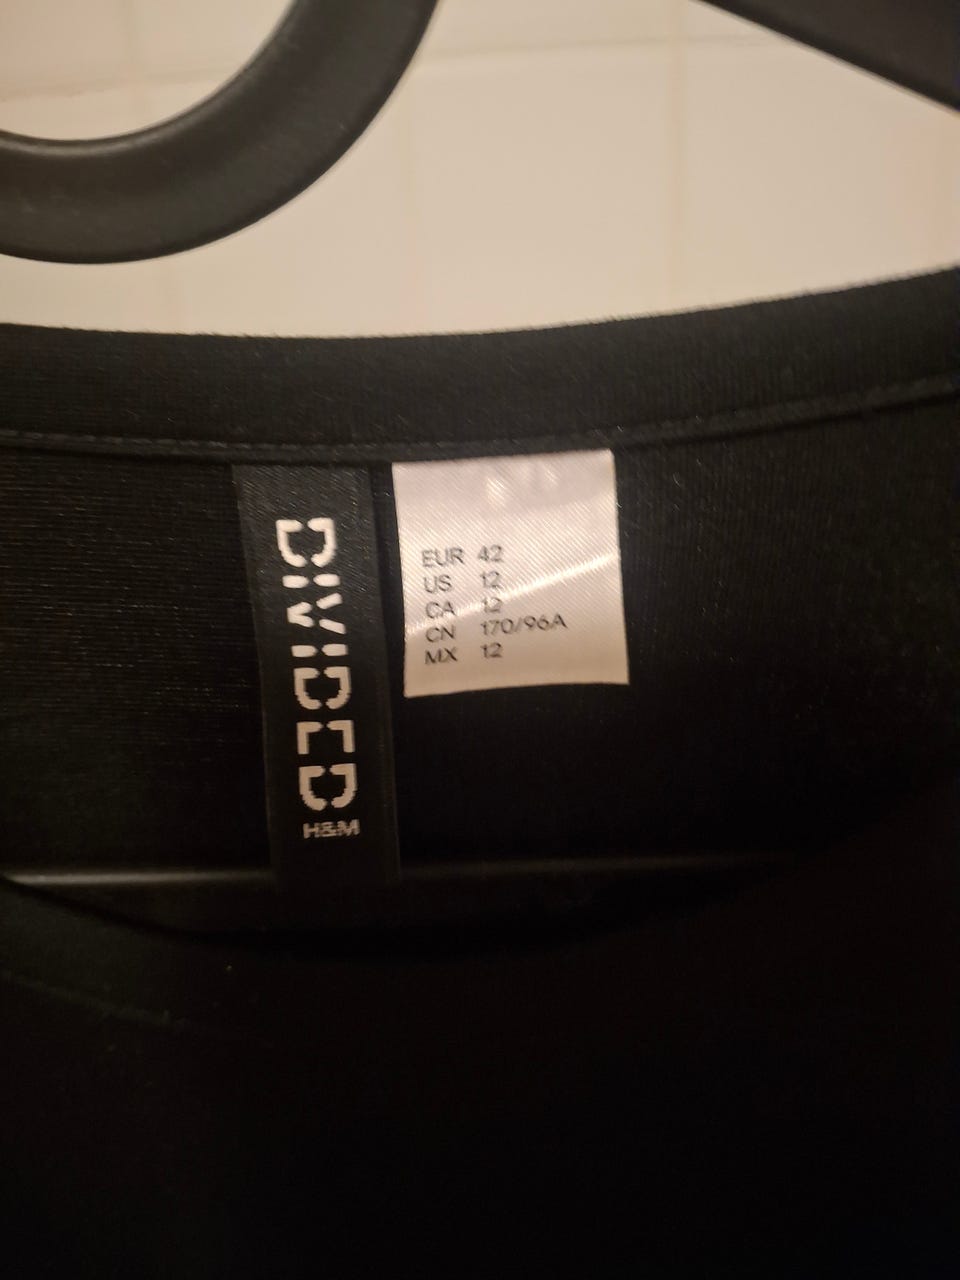 DIVIDED
H&M
EUR 42
US 12
CA 12
CN 170/96A
MX 12